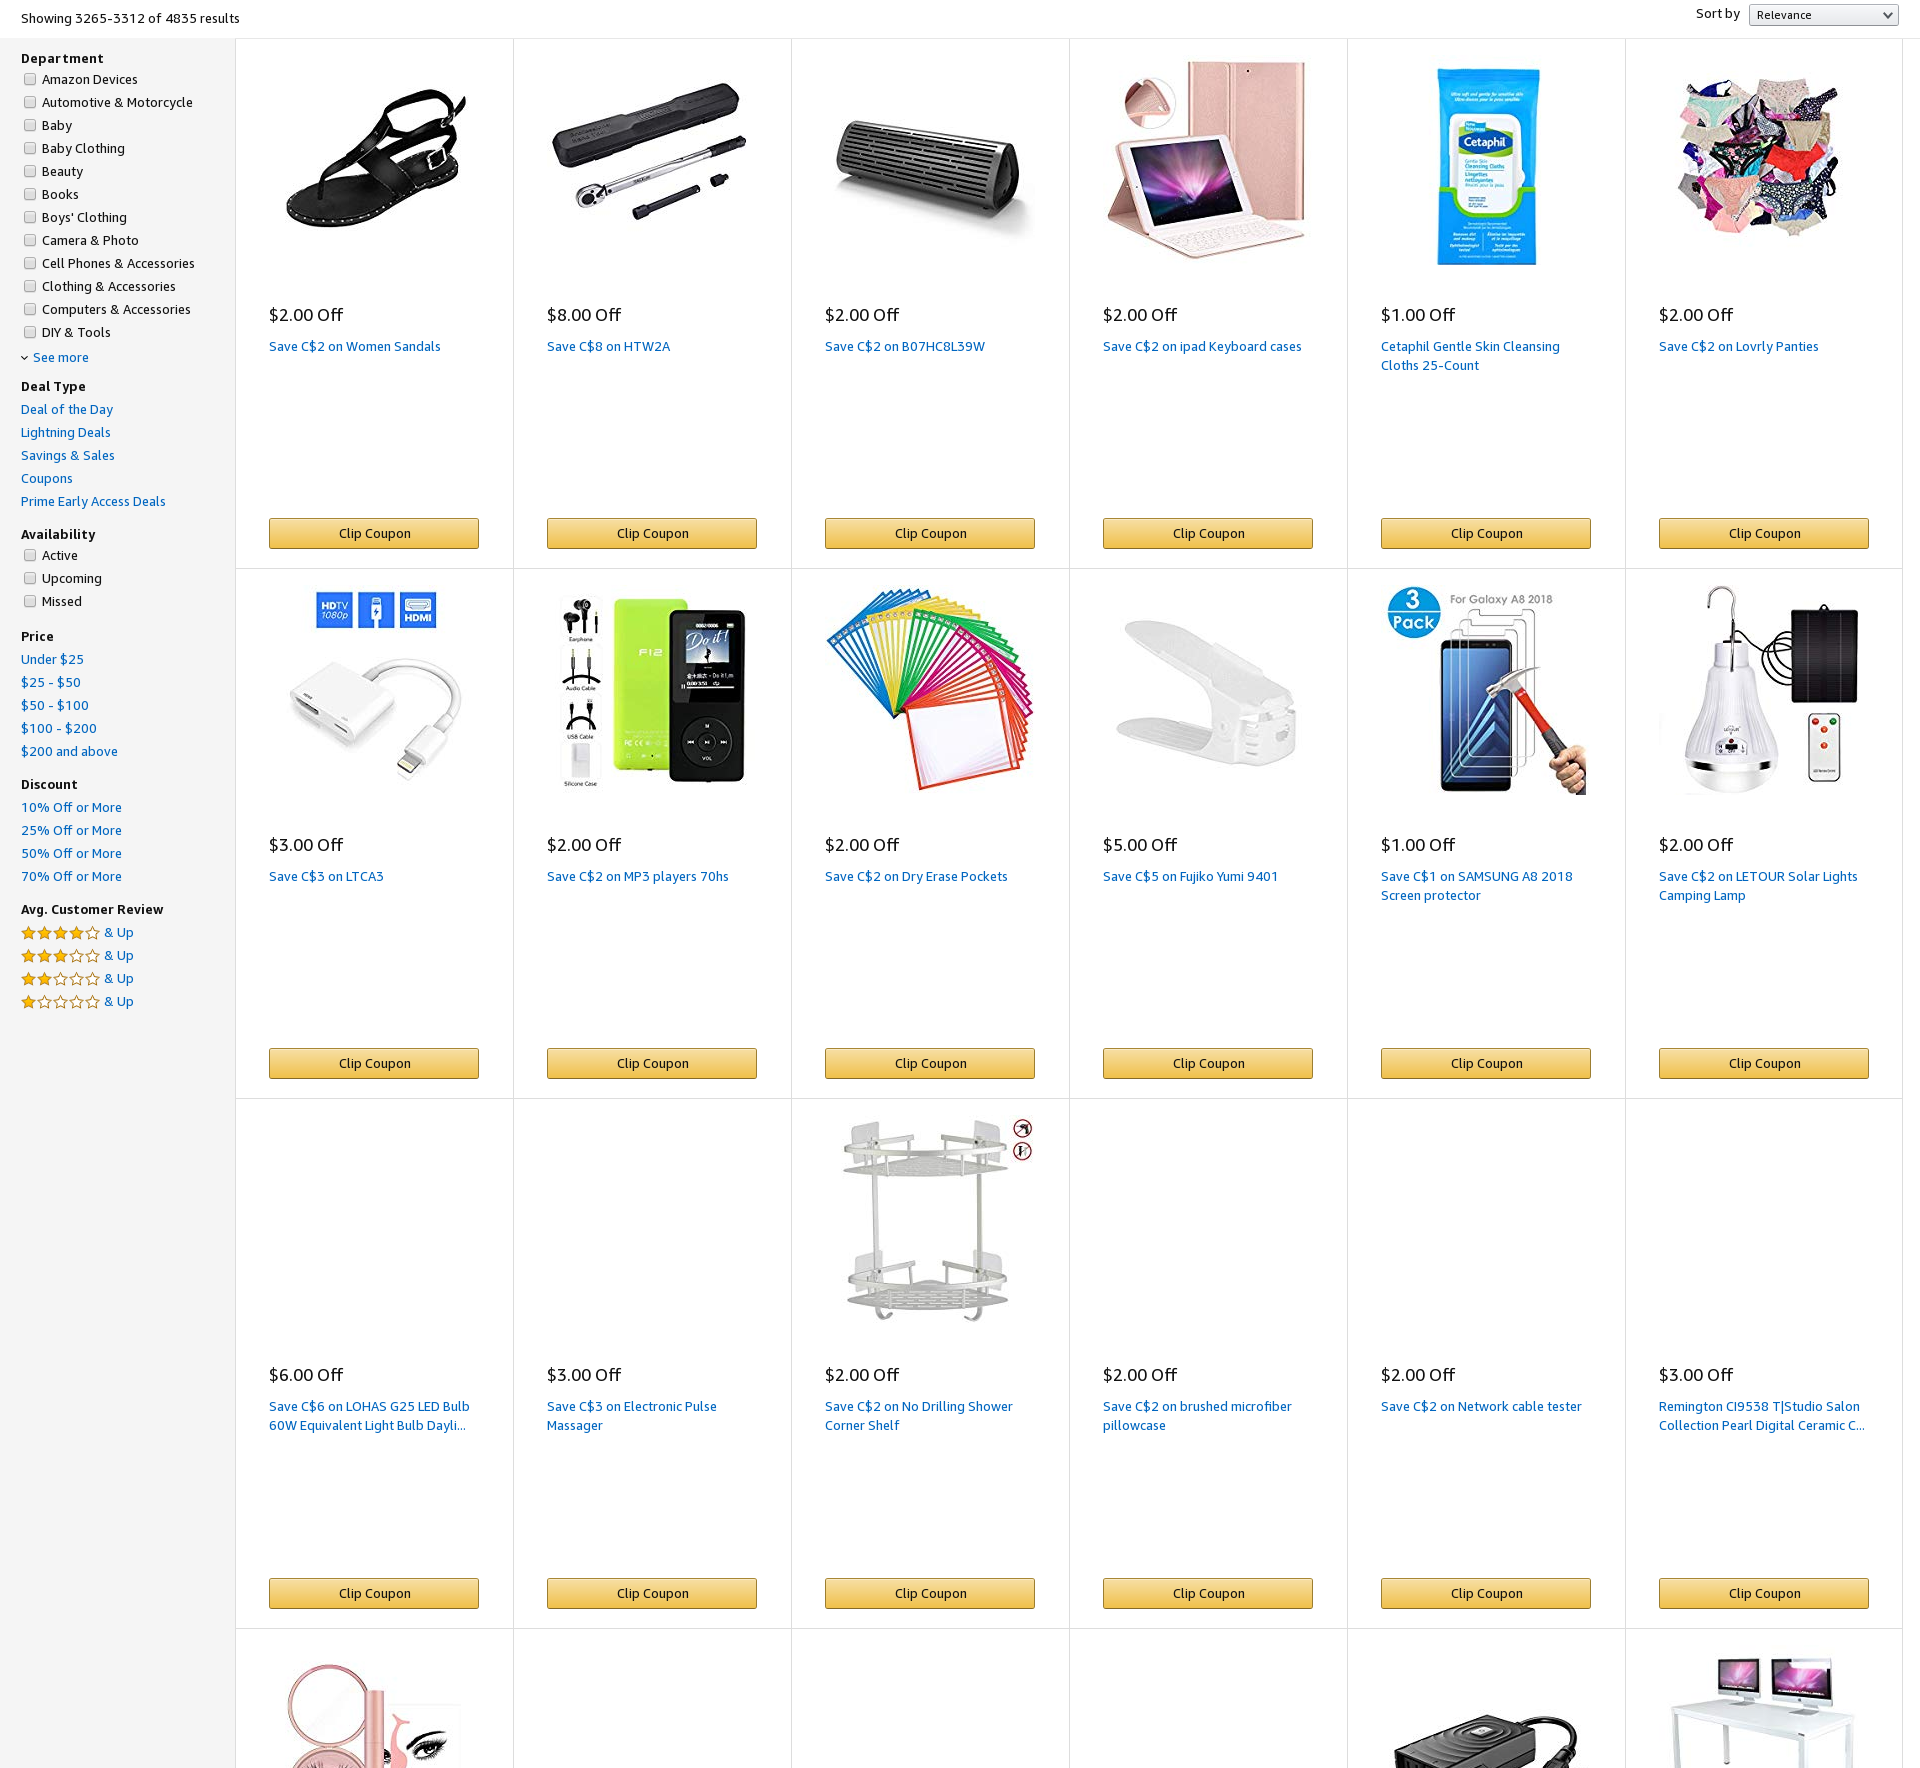 Showing 3265-3312 of 4835 results
Sort by
Relevance
Department
Amazon Devices
Automotive & Motorcycle
Baby
Baby Clothing
Beauty
Books
Boys' Clothing
Camera & Photo
Cell Phones & Accessories
Clothing & Accessories
Computers & Accessories
DIY & Tools
See more
Deal Type
Deal of the Day
Lightning Deals
Savings & Sales
Coupons
Prime Early Access Deals
Availability
Active
Upcoming
Missed
Price
Under $25
$25 - $50
$50 - $100
$100 - $200
$200 and above
Discount
10% Off or More
25% Off or More
50% Off or More
70% Off or More
Avg. Customer Review
& Up
& Up
& Up
& Up
$2.00 Off
Save C$2 on Women Sandals
Clip Coupon
$8.00 Off
Save C$8 on HTW2A
Clip Coupon
$2.00 Off
Save C$2 on B07HC8L39W
Clip Coupon
$2.00 Off
Save C$2 on ipad Keyboard cases
Clip Coupon
Cetaphil
Gentle Skin
Cleansing Cloths
Lingettes
nettoyantes
$1.00 Off
Cetaphil Gentle Skin Cleansing
Cloths 25-Count
Clip Coupon
$2.00 Off
Save C$2 on Lovrly Panties
Clip Coupon
HDTV
1080p
HDMI
$3.00 Off
Save C$3 on LTCA3
Clip Coupon
Earphone
Audio Cable
USB Cable
Silicone Case
F12
Do it!
M
VOL
$2.00 Off
Save C$2 on MP3 players 70hs
Clip Coupon
$2.00 Off
Save C$2 on Dry Erase Pockets
Clip Coupon
$5.00 Off
Save C$5 on Fujiko Yumi 9401
Clip Coupon
3
Pack
For Galaxy A8 2018
$1.00 Off
Save C$1 on SAMSUNG A8 2018
Screen protector
Clip Coupon
$2.00 Off
Save C$2 on LETOUR Solar Lights
Camping Lamp
Clip Coupon
$6.00 Off
Save C$6 on LOHAS G25 LED Bulb
60W Equivalent Light Bulb Dayli...
Clip Coupon
$3.00 Off
Save C$3 on Electronic Pulse
Massager
Clip Coupon
$2.00 Off
Save C$2 on No Drilling Shower
Corner Shelf
Clip Coupon
$2.00 Off
Save C$2 on brushed microfiber
pillowcase
Clip Coupon
$2.00 Off
Save C$2 on Network cable tester
Clip Coupon
$3.00 Off
Remington CI9538 T|Studio Salon
Collection Pearl Digital Ceramic C...
Clip Coupon